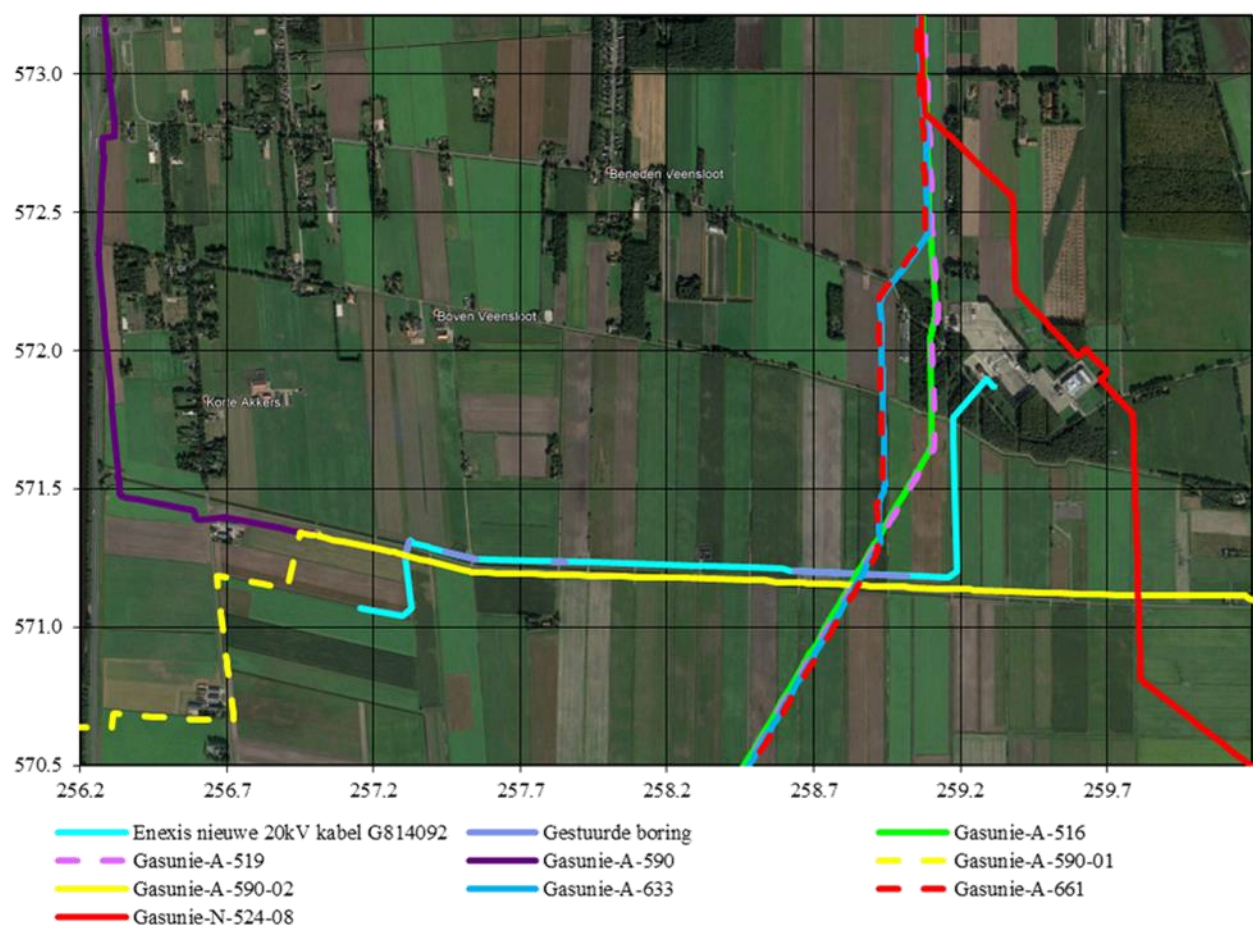 573.0
Beneden Veensloot
572.5
Boven Veensloot
572.0
Korte Akkers
571.5
571.0
570.5
256.2 256.7 257.2 257.7 258.2 258.7 259.2 259.7
Enexis nieuwe 20kV kabel G814092 Gestuurde boring Gasunie-A-516
Gasunie-A-519 Gasunie-A-590 Gasunie-A-590-01
Gasunie-A-590-02 Gasunie-A-633 Gasunie-A-661
Gasunie-N-524-08